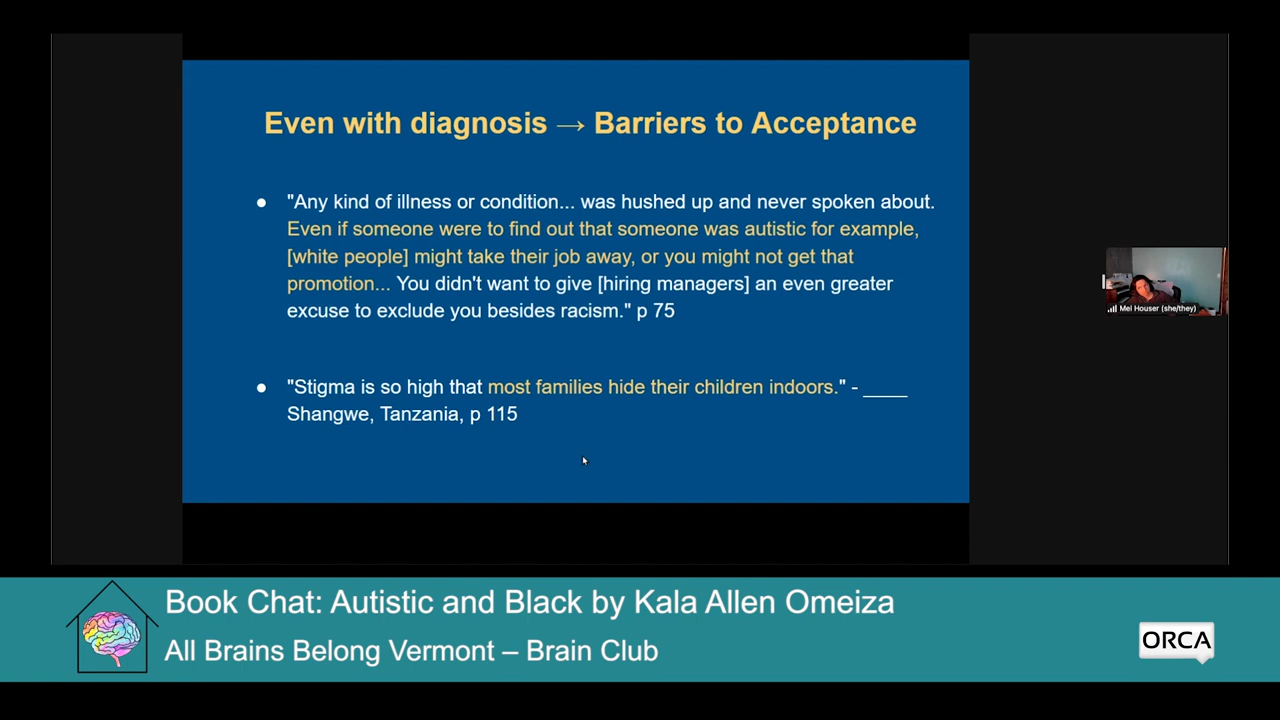 Even with diagnosis → Barriers to Acceptance
● "Any kind of illness or condition... was hushed up and never spoken about.
Even if someone were to find out that someone was autistic for example,
[white people] might take their job away, or you might not get that
promotion... You didn't want to give [hiring managers] an even greater
excuse to exclude you besides racism." p 75
● "Stigma is so high that most families hide their children indoors." - ____
Shangwe, Tanzania, p 115
Mel Houser (she/they)
Book Chat: Autistic and Black by Kala Allen Omeiza
All Brains Belong Vermont – Brain Club
ORCA